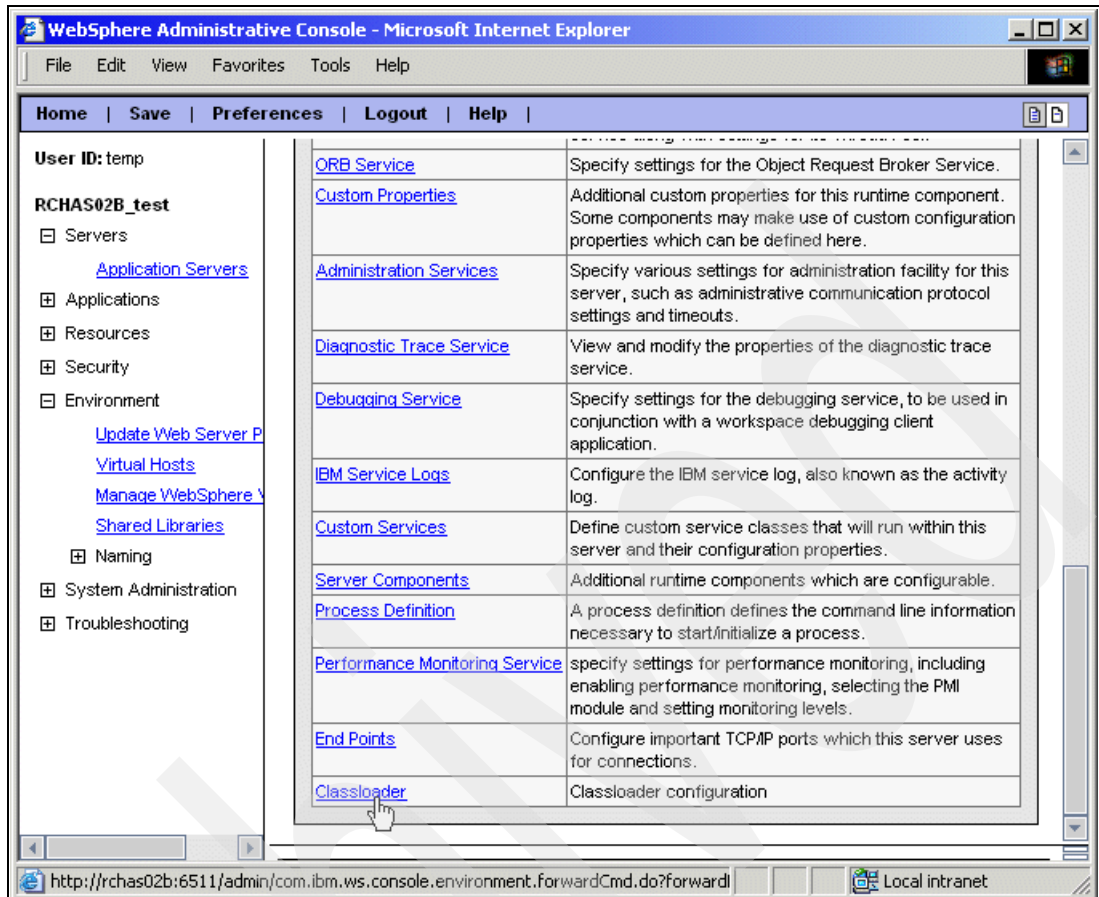 WebSphere Administrative Console - Microsoft Internet Explorer
File Edit View Favorites Tools Help
Home | Save | Preferences | Logout | Help |
User ID: temp
RCHAS02B_test
Servers
Application Servers
Applications
Resources
Security
Environment
Update Web Server P
Virtual Hosts
Manage WebSphere V
Shared Libraries
Naming
System Administration
Troubleshooting
ORB Service
Specify settings for the Object Request Broker Service.
Custom Properties
Additional custom properties for this runtime component.
Some components may make use of custom configuration
properties which can be defined here.
Administration Services
Specify various settings for administration facility for this
server, such as administrative communication protocol
settings and timeouts.
Diagnostic Trace Service
View and modify the properties of the diagnostic trace
service.
Debugging Service
Specify settings for the debugging service, to be used in
conjunction with a workspace debugging client
application.
IBM Service Logs
Configure the IBM service log, also known as the activity
log.
Custom Services
Define custom service classes that will run within this
server and their configuration properties.
Server Components
Additional runtime components which are configurable.
Process Definition
A process definition defines the command line information
necessary to start/initialize a process.
Performance Monitoring Service
specify settings for performance monitoring, including
enabling performance monitoring, selecting the PMI
module and setting monitoring levels.
End Points
Configure important TCP/IP ports which this server uses
for connections.
Classloader
Classloader configuration
http://rchas02b:6511/admin/com.ibm.ws.console.environment.forwardCmd.do?forwardI
Local intranet